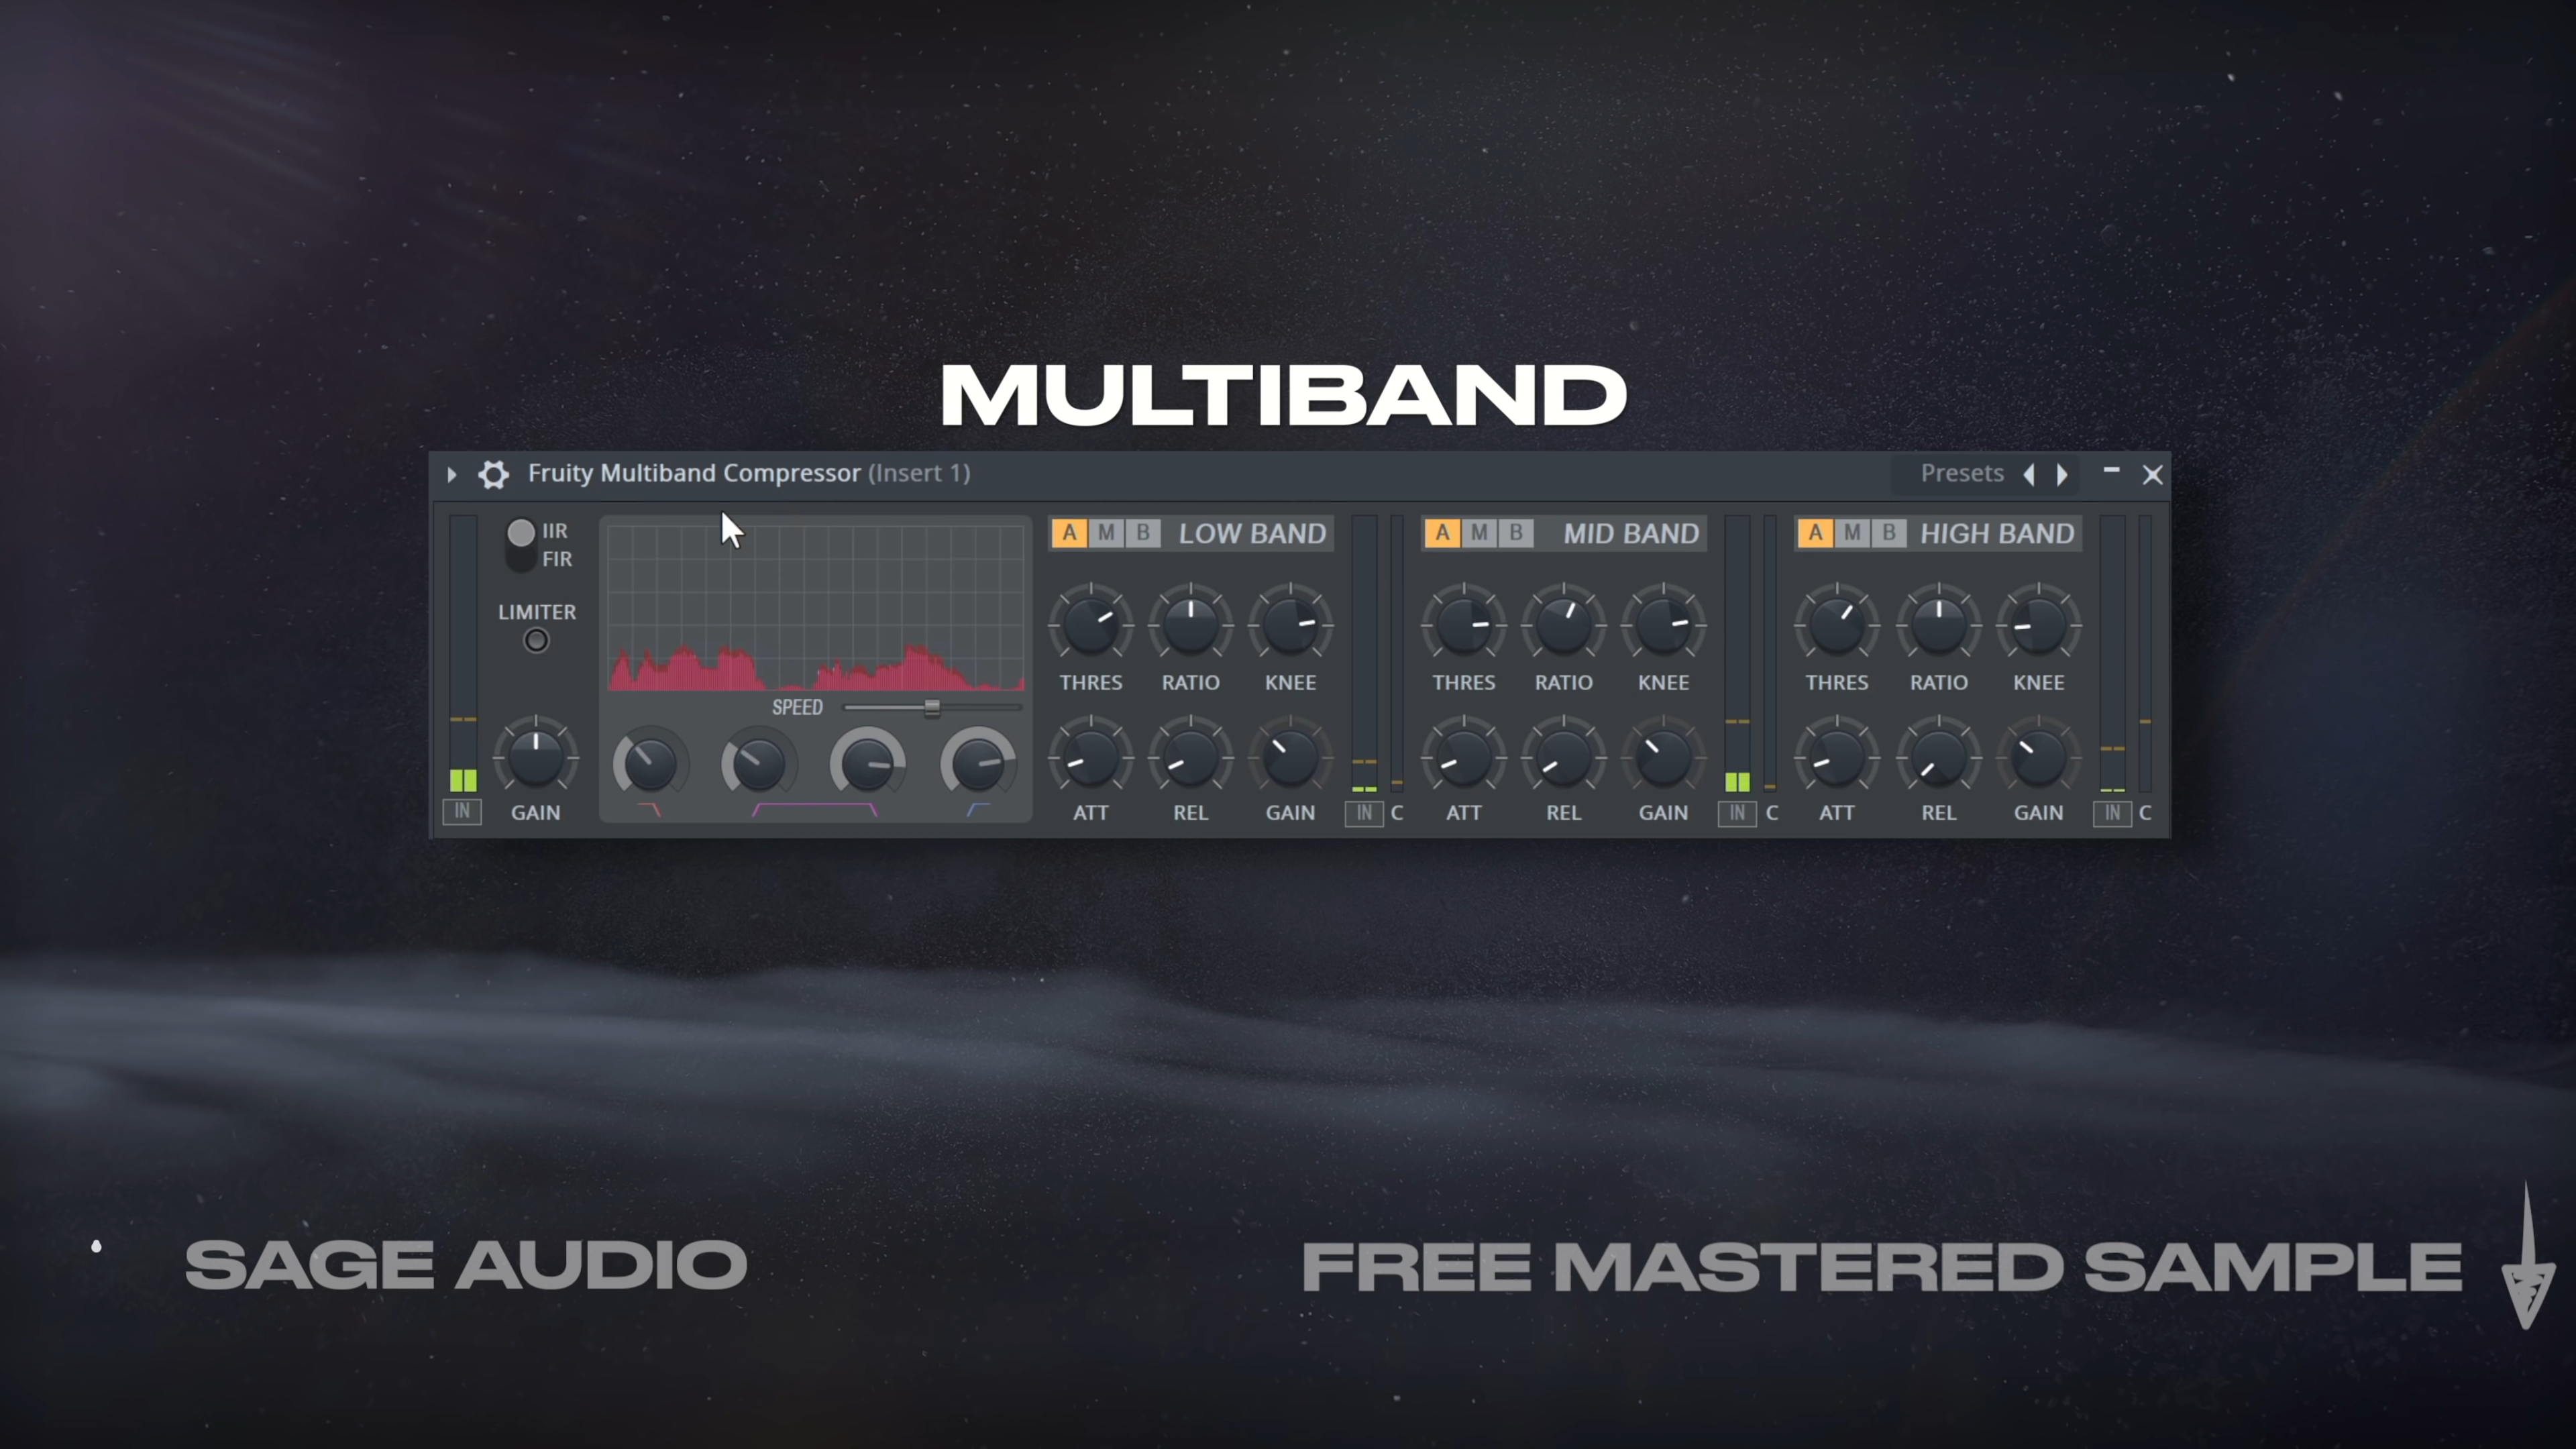 MULTIBAND
Fruity Multiband Compressor (Insert 1)
Presets
IIR
FIR
LIMITER
GAIN
IN
SPEED
A M B LOW BAND
THRES RATIO KNEE
ATT REL GAIN
IN C
A M B MID BAND
THRES RATIO KNEE
ATT REL GAIN
IN C
A M B HIGH BAND
THRES RATIO KNEE
ATT REL GAIN
IN C
SAGE AUDIO
FREE MASTERED SAMPLE